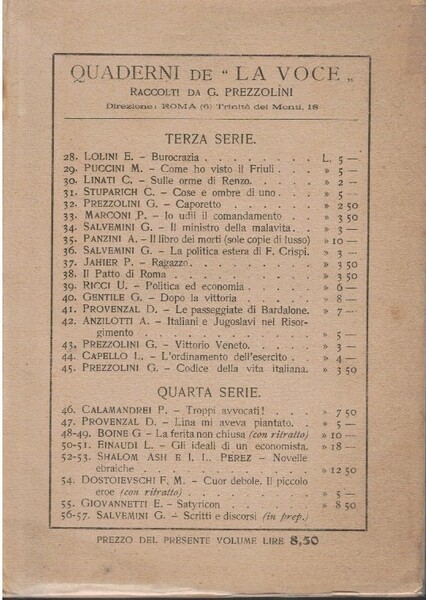 QUADERNI DE “ LA VOCE „
RACCOLTI DA G. PREZZOLINI
Direzione: ROMA (6) Trinità dei Monti, 18
TERZA SERIE.
28. LOLINI E. – Burocrazia . . . . . . . . L. 5 —
29. PUCCINI M. – Come ho visto il Friuli . . . » 5 —
30. LINATI C. – Sulle orme di Renzo. . . . . » 2 —
31. STUPARICH C. – Cose e ombre di uno . . . » 5 —
32. PREZZOLINI G. – Caporetto . . . . . . » 2 50
33. MARCONI P. – Io udii il comandamento . . » 3 50
34. SALVEMINI G. – Il ministro della malavita . . » 3 —
35. PANZINI A. – Il libro dei morti (sole copie di lusso) » 10 —
36. SALVEMINI G. – La politica estera di F. Crispi. » 3 —
37. JAHIER P. – Ragazzo. . . . . . . . . » 3 50
38. Il Patto di Roma . . . . . . . . . . » 3 50
39. RICCI U. – Politica ed economia . . . . . » 6 —
40. GENTILE G. – Dopo la vittoria . . . . . » 8 —
41. PROVENZAL D. – Le passeggiate di Bardalone. » 7 —
42. ANZILOTTI A. – Italiani e Jugoslavi nel Risor-
gimento . . . . . . . . . . » 5 —
43. PREZZOLINI G. – Vittorio Veneto. . . . . » 3 —
44. CAPELLO L. – L'ordinamento dell'esercito . . » 4 —
45. PREZZOLINI G. – Codice della vita italiana. . » 3 50
QUARTA SERIE.
46. CALAMANDREI P. – Troppi avvocati! . . . » 7 50
47. PROVENZAL D. – Lina mi aveva piantato. . » 5 —
48-49. BOINE G – La ferita non chiusa (con ritratto) » 10 —
50-51. EINAUDI L. – Gli ideali di un economista. » 18 —
52-53. SHALOM ASH E I. L. PEREZ – Novelle
ebraiche . . . . . . . . . . » 12 50
54. DOSTOIEVSCHI F. M. – Cuor debole. Il piccolo
eroe (con ritratto) . . . . . . . » 5 —
55. GIOVANNETTI E. – Satyricon . . . . . » 8 50
56-57. SALVEMINI G. – Scritti e discorsi (in prep.)
PREZZO DEL PRESENTE VOLUME LIRE 8,50